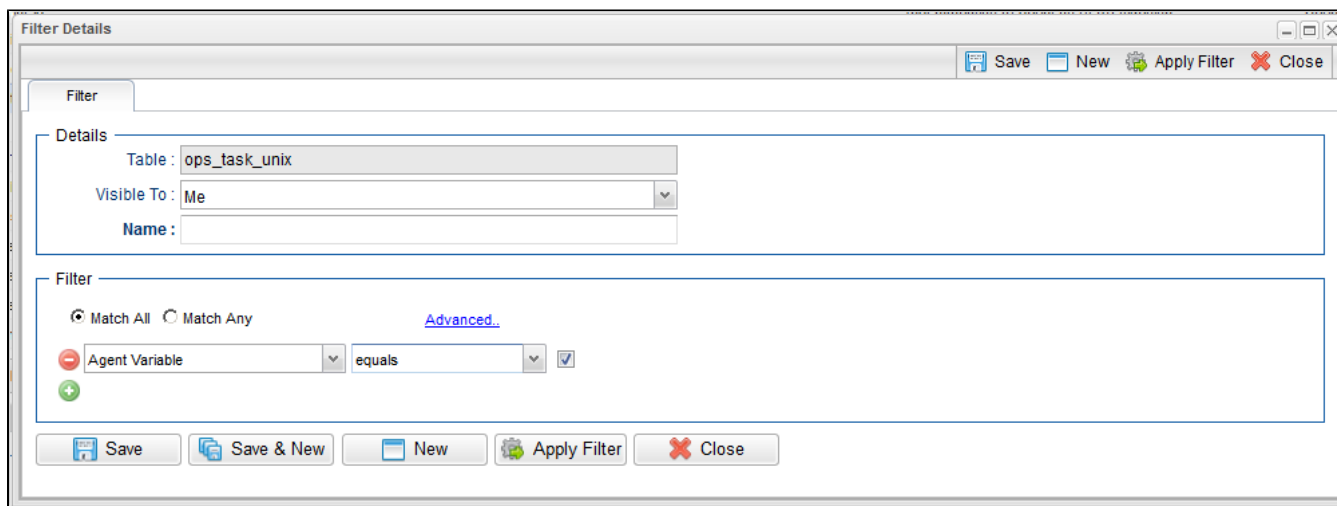 Filter Details
Save New Apply Filter Close
Filter
Details
Table : ops_task_unix
Visible To : Me
Name :
Filter
Match All Match Any Advanced..
Agent Variable equals
Save Save & New New Apply Filter Close